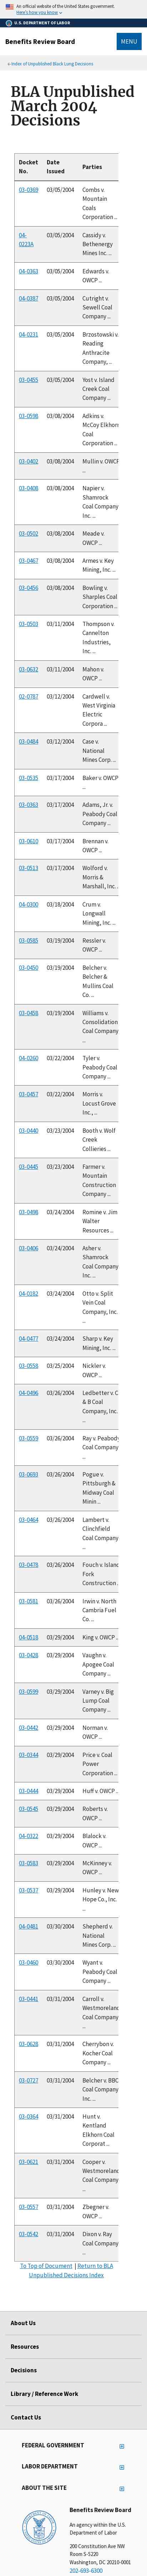 An official website of the United States government.
Here's how you know
U.S. DEPARTMENT OF LABOR
Benefits Review Board
MENU
Index of Unpublished Black Lung Decisions
BLA Unpublished
March 2004
Decisions
Docket No. Date Issued Parties
03-0369 03/05/2004 Combs v. Mountain Coals Corporation ...
04-0223A 03/05/2004 Cassidy v. Bethenergy Mines Inc. ...
04-0363 03/05/2004 Edwards v. OWCP ...
04-0387 03/05/2004 Cutright v. Sewell Coal Company ...
04-0231 03/05/2004 Brzostowski v. Reading Anthracite Company, ...
03-0455 03/05/2004 Yost v. Island Creek Coal Company ...
03-0598 03/08/2004 Adkins v. McCoy Elkhorn Coal Corporation ...
03-0402 03/08/2004 Mullin v. OWCP ...
03-0408 03/08/2004 Napier v. Shamrock Coal Company Inc. ...
03-0502 03/08/2004 Meade v. OWCP ...
03-0467 03/08/2004 Armes v. Key Mining, Inc. ...
03-0456 03/08/2004 Bowling v. Sharples Coal Corporation ...
03-0503 03/11/2004 Thompson v. Cannelton Industries, Inc. ...
03-0632 03/11/2004 Mahon v. OWCP ...
02-0787 03/12/2004 Cardwell v. West Virginia Electric Corpora ...
03-0484 03/12/2004 Case v. National Mines Corp. ...
03-0535 03/17/2004 Baker v. OWCP ...
03-0363 03/17/2004 Adams, Jr. v. Peabody Coal Company ...
03-0610 03/17/2004 Brennan v. OWCP ...
03-0513 03/17/2004 Wolford v. Morris & Marshall, Inc. .
04-0300 03/18/2004 Crum v. Longwall Mining, Inc. ...
03-0585 03/19/2004 Ressler v. OWCP ...
03-0450 03/19/2004 Belcher v. Belcher & Mullins Coal Co. ...
03-0458 03/19/2004 Williams v. Consolidation Coal Company ...
04-0260 03/22/2004 Tyler v. Peabody Coal Company ...
03-0457 03/22/2004 Morris v. Locust Grove Inc., ...
03-0440 03/23/2004 Booth v. Wolf Creek Collieries ...
03-0445 03/23/2004 Farmer v. Mountain Construction Company ...
03-0498 03/24/2004 Romine v. Jim Walter Resources ...
03-0406 03/24/2004 Asher v. Shamrock Coal Company Inc. ...
04-0182 03/24/2004 Otto v. Split Vein Coal Company, Inc. ...
04-0477 03/24/2004 Sharp v. Key Mining, Inc. ...
03-0558 03/25/2004 Nickler v. OWCP ...
04-0496 03/26/2004 Ledbetter v. C & B Coal Company, Inc. ...
03-0559 03/26/2004 Ray v. Peabody Coal Company ...
03-0693 03/26/2004 Pogue v. Pittsburgh & Midway Coal Minin ...
03-0464 03/26/2004 Lambert v. Clinchfield Coal Company ...
03-0478 03/26/2004 Fouch v. Island Fork Construction .
03-0581 03/26/2004 Irwin v. North Cambria Fuel Co. ...
04-0518 03/29/2004 King v. OWCP ..
03-0428 03/29/2004 Vaughn v. Apogee Coal Company ...
03-0599 03/29/2004 Varney v. Big Lump Coal Company ...
03-0442 03/29/2004 Norman v. OWCP ...
03-0344 03/29/2004 Price v. Coal Power Corporation ...
03-0444 03/29/2004 Huff v. OWCP ..
03-0545 03/29/2004 Roberts v. OWCP ...
04-0322 03/29/2004 Blalock v. OWCP ...
03-0583 03/29/2004 McKinney v. OWCP ...
03-0537 03/29/2004 Hunley v. New Hope Co., Inc. ...
04-0481 03/30/2004 Shepherd v. National Mines Corp. ...
03-0460 03/30/2004 Wyant v. Peabody Coal Company ...
03-0441 03/31/2004 Carroll v. Westmoreland Coal Company ...
03-0628 03/31/2004 Cherrybon v. Kocher Coal Company ...
03-0727 03/31/2004 Belcher v. BBC Coal Company Inc. ...
03-0364 03/31/2004 Hunt v. Kentland Elkhorn Coal Corporat ...
03-0621 03/31/2004 Cooper v. Westmoreland Coal Company ...
03-0557 03/31/2004 Zbegner v. OWCP ...
03-0542 03/31/2004 Dixon v. Ray Coal Company ...
To Top of Document | Return to BLA
Unpublished Decisions Index
About Us
Resources
Decisions
Library / Reference Work
Contact Us
FEDERAL GOVERNMENT
LABOR DEPARTMENT
ABOUT THE SITE
Benefits Review Board
An agency within the U.S.
Department of Labor
200 Constitution Ave NW
Room S-5220
Washington, DC 20210-0001
202-693-6300